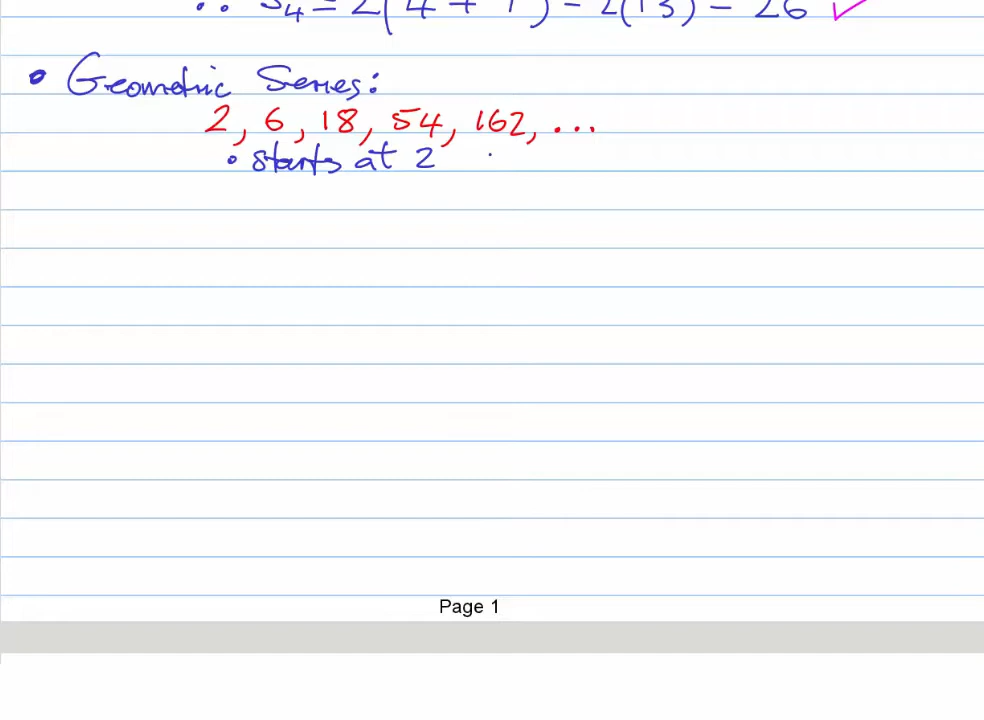 ∴ S₄ = 2(4 + 9) = 2(13) = 26 ✓
• Geometric Series:
2, 6, 18, 54, 162, ...
• starts at 2
Page 1